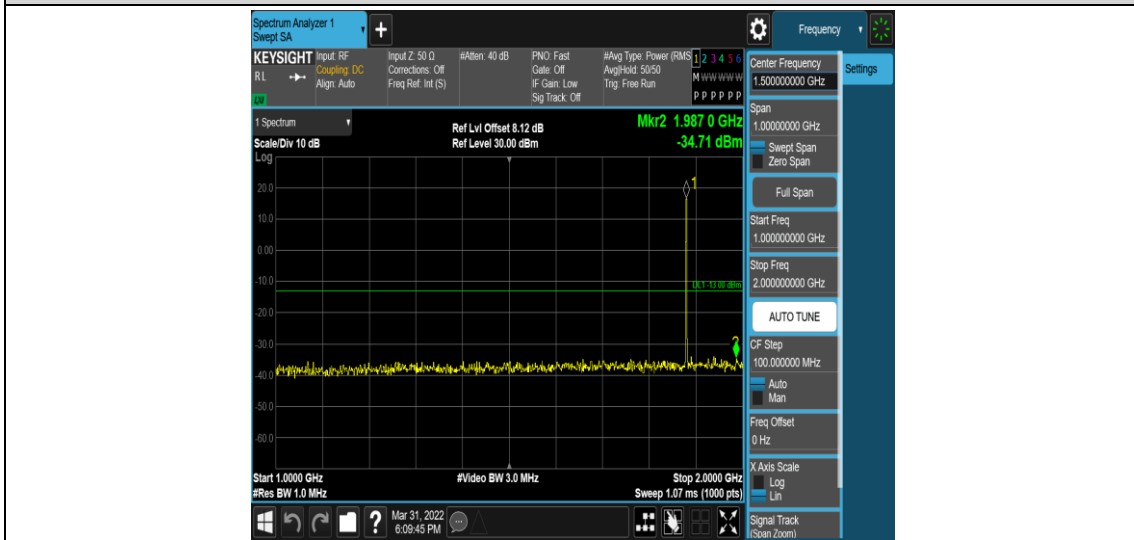 Spectrum Analyzer 1
Swept SA
+
Frequency
KEYSIGHT
RL
Input: RF
Coupling: DC
Align: Auto
Input Z: 50 Ω
Corrections: Off
Freq Ref: Int (S)
#Atten: 40 dB
PNO: Fast
Gate: Off
IF Gain: Low
Sig Track: Off
#Avg Type: Power (RMS
Avg|Hold: 50/50
Trig: Free Run
1 2 3 4 5 6
M W W W W W
P P P P P P
1 Spectrum
Scale/Div 10 dB
Log
Ref Lvl Offset 8.12 dB
Ref Level 30.00 dBm
Mkr2 1.987 0 GHz
-34.71 dBm
20.0
10.0
0.00
-10.0
-20.0
-30.0
-40.0
-50.0
-60.0
1
DL1 -13.00 dBm
2
Start 1.0000 GHz
#Res BW 1.0 MHz
#Video BW 3.0 MHz
Stop 2.0000 GHz
Sweep 1.07 ms (1000 pts)
Center Frequency
1.500000000 GHz
Settings
Span
1.00000000 GHz
Swept Span
Zero Span
Full Span
Start Freq
1.000000000 GHz
Stop Freq
2.000000000 GHz
AUTO TUNE
CF Step
100.000000 MHz
Auto
Man
Freq Offset
0 Hz
X Axis Scale
Log
Lin
Signal Track
(Span Zoom)
?
Mar 31, 2022
6:09:45 PM